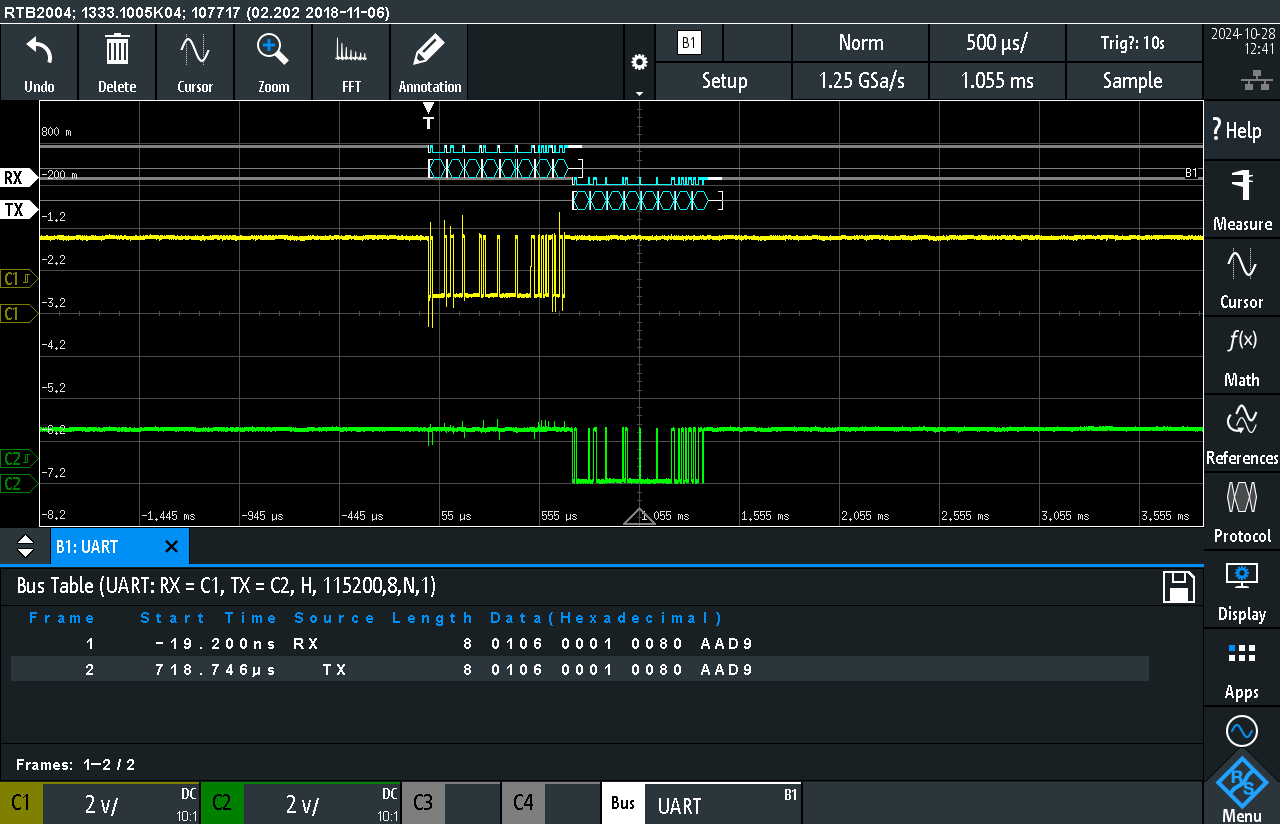 RTB2004; 1333.1005K04; 107717 (02.202 2018-11-06)
Undo Delete Cursor Zoom FFT Annotation
B1 Norm 500 µs/ Trig?: 10s
Setup 1.25 GSa/s 1.055 ms Sample
2024-10-28
12:41
? Help
Measure
Cursor
f(x)
Math
References
Protocol
Display
Apps
R&S
Menu
T
800 m
RX -200 m B1
TX -1.2
-2.2
C1
-3.2
C1
-4.2
-5.2
-6.2
C2
-7.2
C2
-8.2 -1.445 ms -945 µs -445 µs 55 µs 555 µs 1.055 ms 1.555 ms 2.055 ms 2.555 ms 3.055 ms 3.555 ms
B1: UART
Bus Table (UART: RX = C1, TX = C2, H, 115200,8,N,1)
Frame Start Time Source Length Data(Hexadecimal)
1 -19.200ns RX 8 0106 0001 0080 AAD9
2 718.746µs TX 8 0106 0001 0080 AAD9
Frames: 1-2 / 2
C1 2 V/ DC 10:1 C2 2 V/ DC 10:1 C3 C4 Bus UART B1